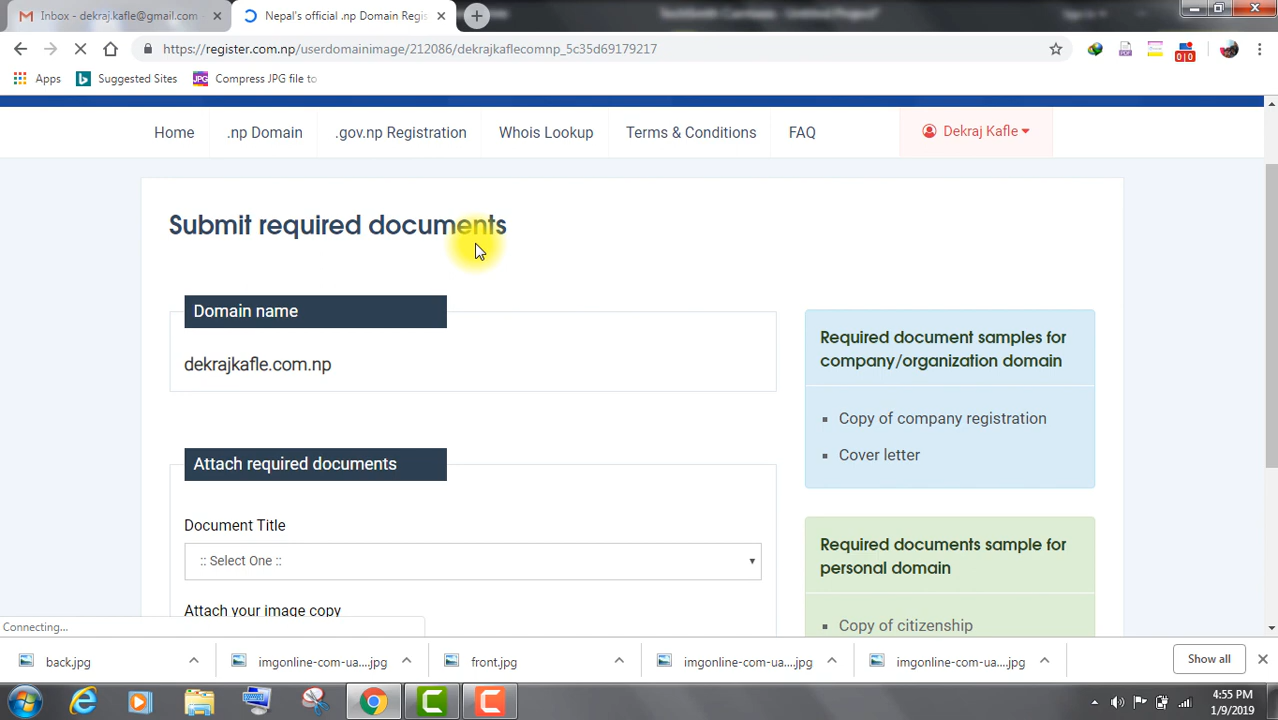 Inbox - dekraj.kafle@gmail.com
Nepal's official .np Domain Regis
https://register.com.np/userdomainimage/212086/dekrajkaflecomnp_5c35d69179217
Apps
Suggested Sites
JPG
Compress JPG file to
0|0
Home
.np Domain
.gov.np Registration
Whois Lookup
Terms & Conditions
FAQ
Dekraj Kafle
Submit required documents
Domain name
dekrajkafle.com.np
Required document samples for
company/organization domain
Copy of company registration
Cover letter
Attach required documents
Document Title
:: Select One ::
Attach your image copy
Required documents sample for
personal domain
Copy of citizenship
Connecting...
back.jpg
imgonline-com-ua....jpg
front.jpg
imgonline-com-ua....jpg
imgonline-com-ua....jpg
Show all
4:55 PM
1/9/2019